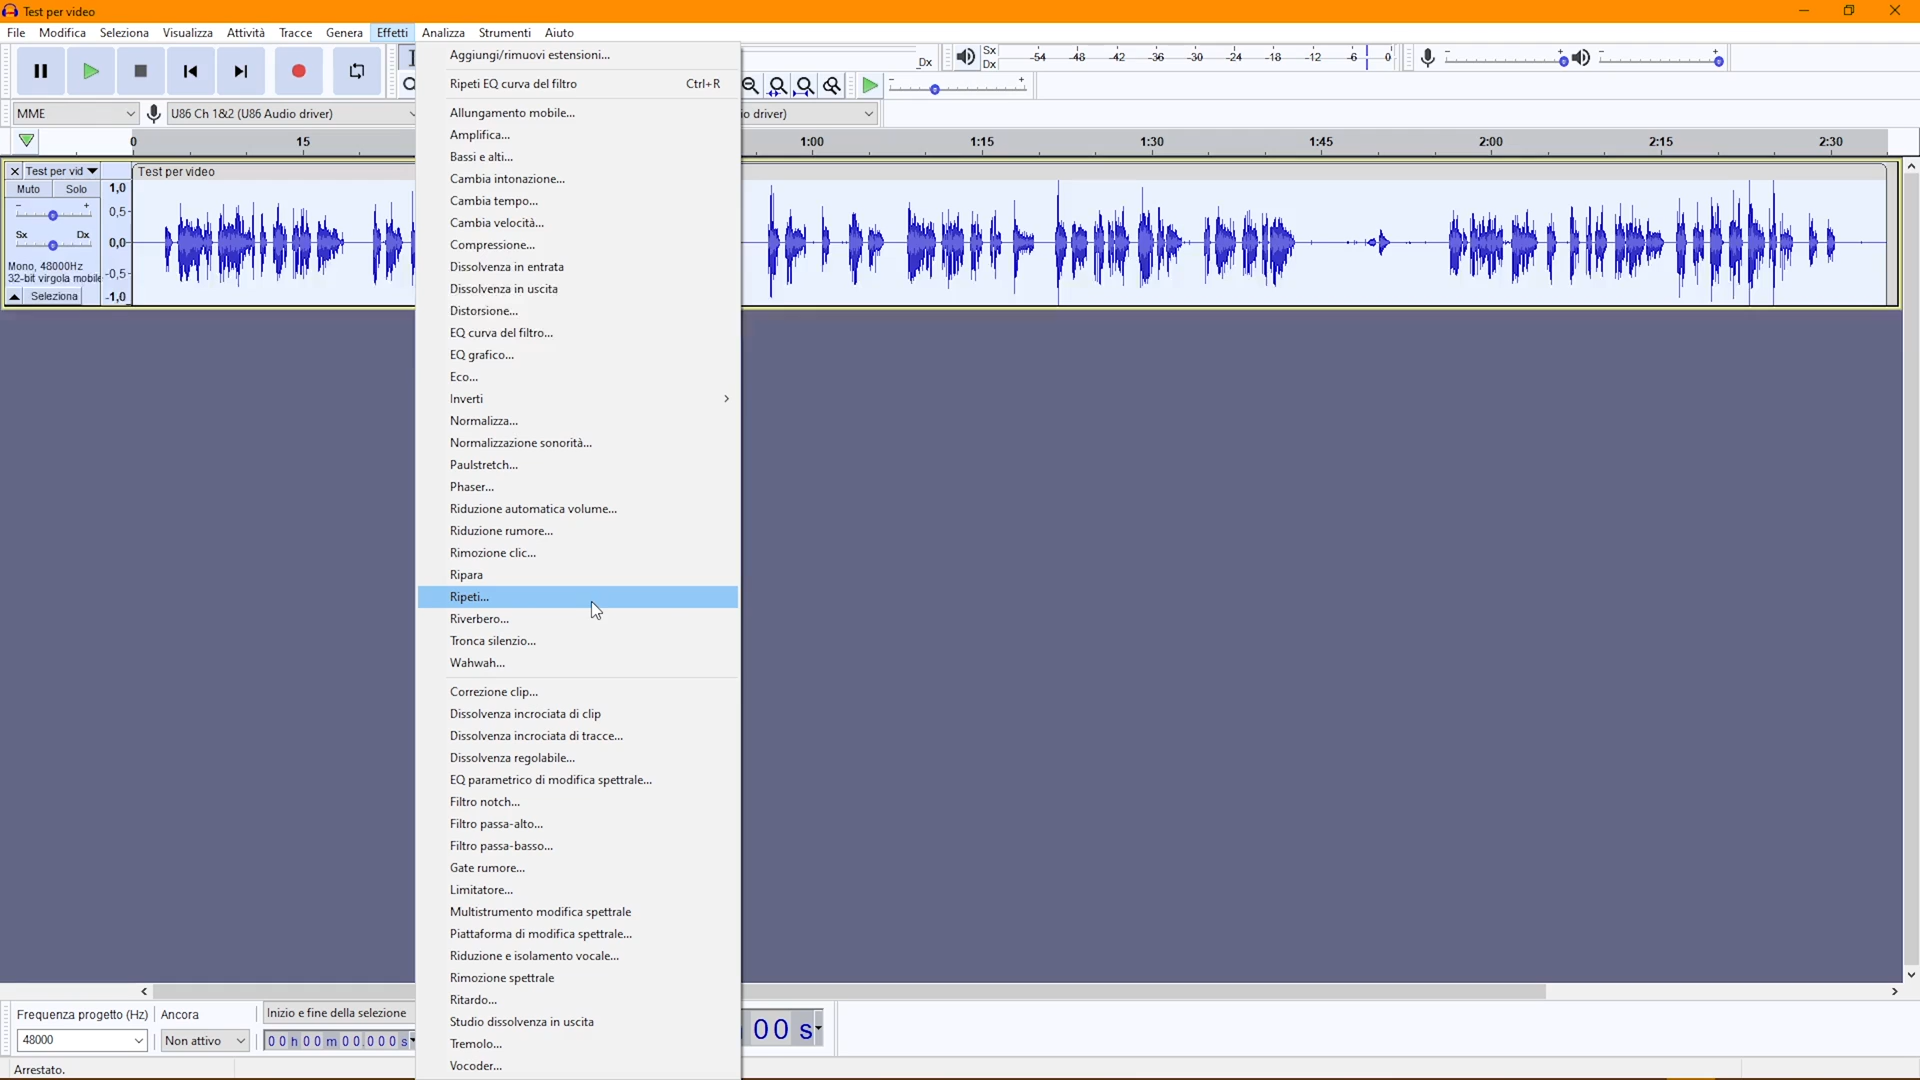 Test per video
File Modifica Seleziona Visualizza Attività Tracce Genera Effetti Analizza Strumenti Aiuto
Aggiungi/rimuovi estensioni...
Dx
Sx
Dx
-54 -48 -42 -36 -30 -24 -18 -12 -6 0
Ripeti EQ curva del filtro Ctrl+R
MME
U86 Ch 1&2 (U86 Audio driver)
io driver)
0 15 1:00 1:15 1:30 1:45 2:00 2:15 2:30
Test per vid
Test per video
Muto Solo
1,0
0,5
0,0
-0,5
-1,0
- +
Sx Dx
Mono, 48000Hz
32-bit virgola mobile
Seleziona
Allungamento mobile...
Amplifica...
Bassi e alti...
Cambia intonazione...
Cambia tempo...
Cambia velocità...
Compressione...
Dissolvenza in entrata
Dissolvenza in uscita
Distorsione...
EQ curva del filtro...
EQ grafico...
Eco...
Inverti
Normalizza...
Normalizzazione sonorità...
Paulstretch...
Phaser...
Riduzione automatica volume...
Riduzione rumore...
Rimozione clic...
Ripara
Ripeti...
Riverbero...
Tronca silenzio...
Wahwah...
Correzione clip...
Dissolvenza incrociata di clip
Dissolvenza incrociata di tracce...
Dissolvenza regolabile...
EQ parametrico di modifica spettrale...
Filtro notch...
Filtro passa-alto...
Filtro passa-basso...
Gate rumore...
Limitatore...
Multistrumento modifica spettrale
Piattaforma di modifica spettrale...
Riduzione e isolamento vocale...
Rimozione spettrale
Ritardo...
Studio dissolvenza in uscita
Tremolo...
Vocoder...
Frequenza progetto (Hz) Ancora
Inizio e fine della selezione
48000
Non attivo
00 h 00 m 00.000 s
00 s
Arrestato.